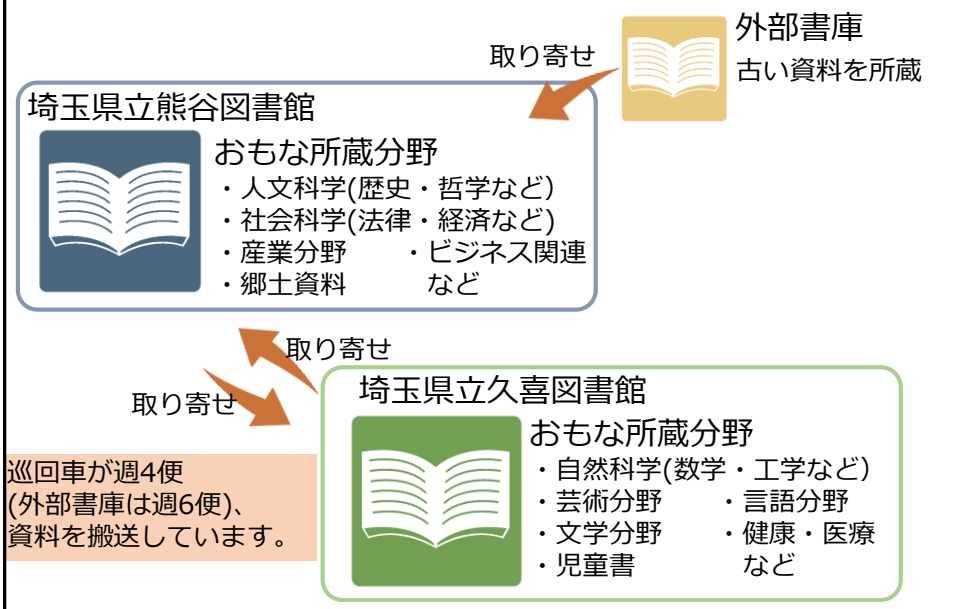 外部書庫
古い資料を所蔵
取り寄せ
埼玉県立熊谷図書館
おもな所蔵分野
・人文科学(歴史・哲学など)
・社会科学(法律・経済など)
・産業分野 ・ビジネス関連
・郷土資料 など
取り寄せ
取り寄せ
埼玉県立久喜図書館
おもな所蔵分野
・自然科学(数学・工学など)
・芸術分野 ・言語分野
・文学分野 ・健康・医療
・児童書 など
巡回車が週4便
(外部書庫は週6便)、
資料を搬送しています。